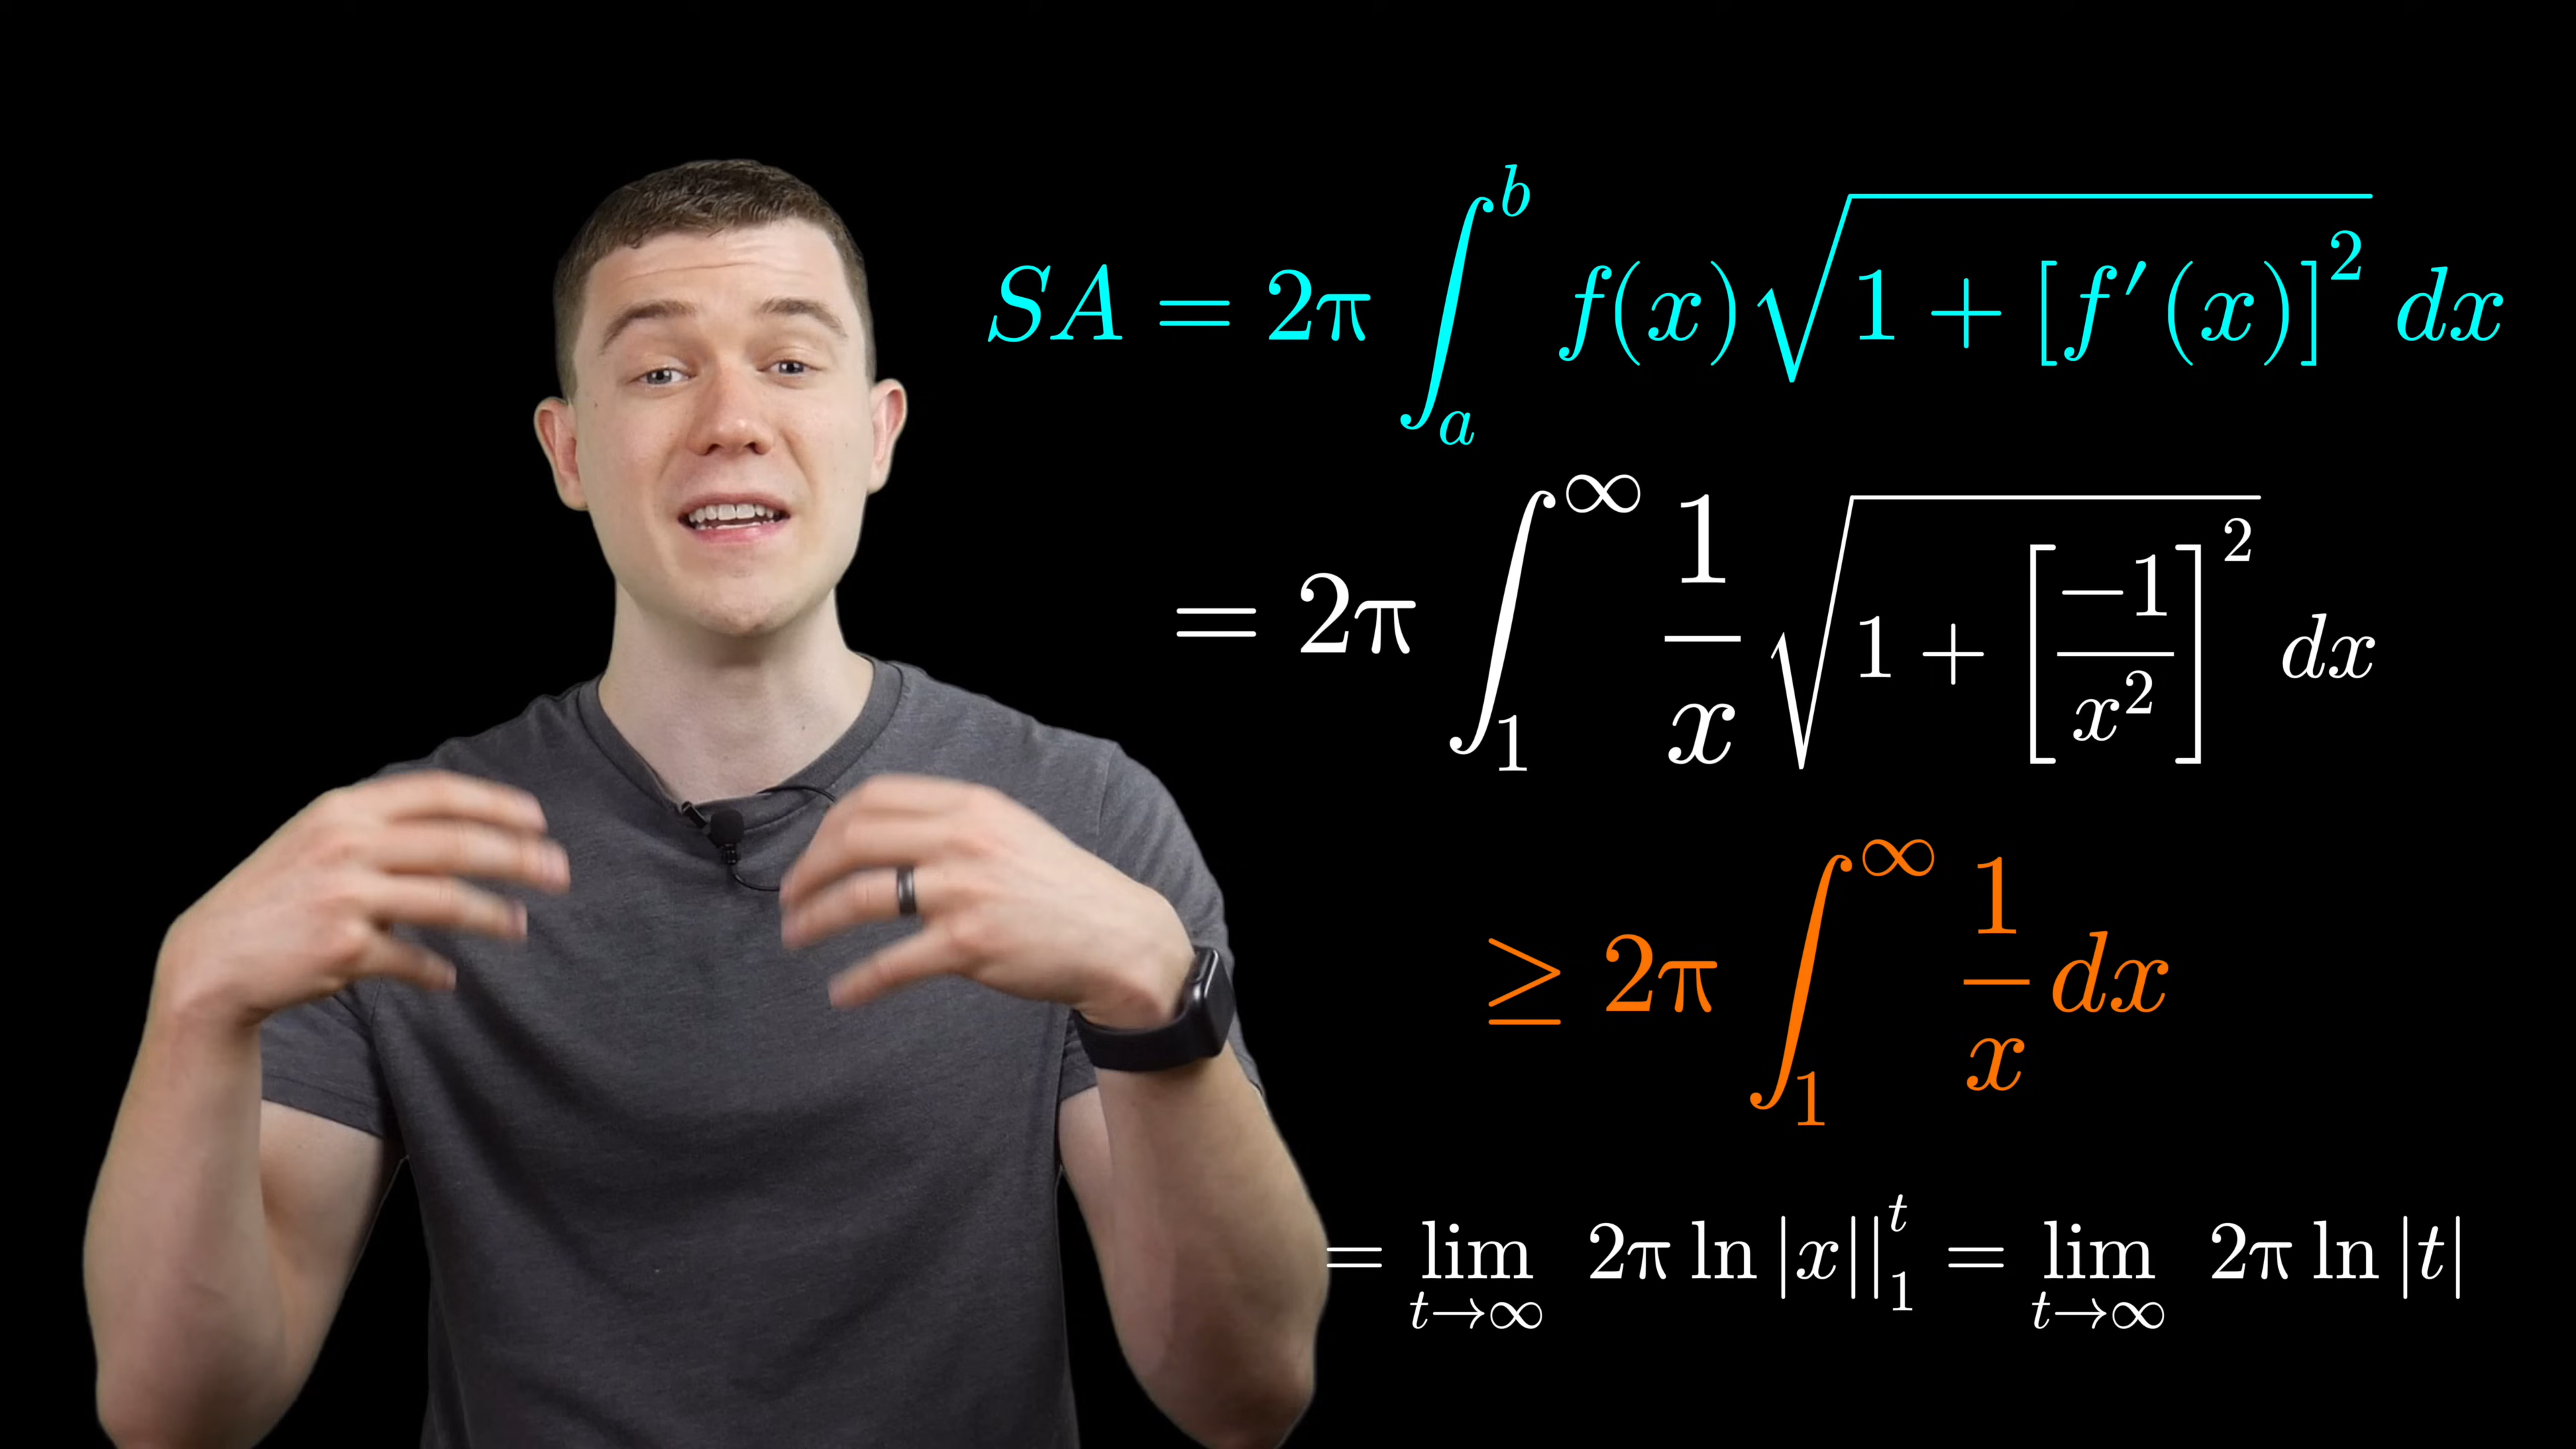 SA = 2π ∫_a^b f(x)√(1 + [f′(x)]²) dx
= 2π ∫_1^∞ 1/x √(1 + [−1/x²]²) dx
≥ 2π ∫_1^∞ 1/x dx
= lim_{t→∞} 2π ln |x| |_1^t = lim_{t→∞} 2π ln |t|